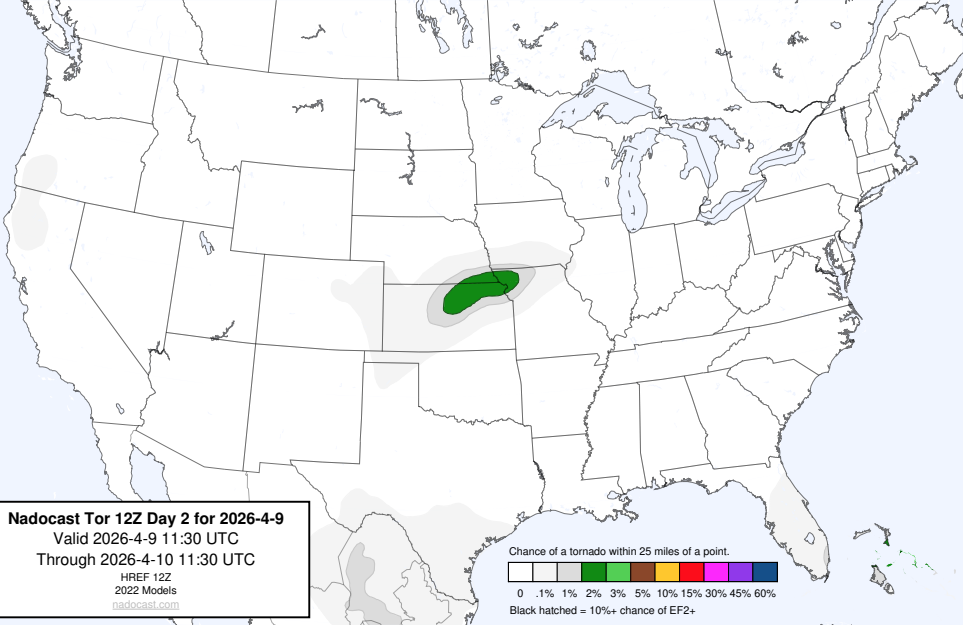 Nadocast Tor 12Z Day 2 for 2026-4-9
Valid 2026-4-9 11:30 UTC
Through 2026-4-10 11:30 UTC
HREF 12Z
2022 Models
nadocast.com
Chance of a tornado within 25 miles of a point.
0 .1% 1% 2% 3% 5% 10% 15% 30% 45% 60%
Black hatched = 10%+ chance of EF2+